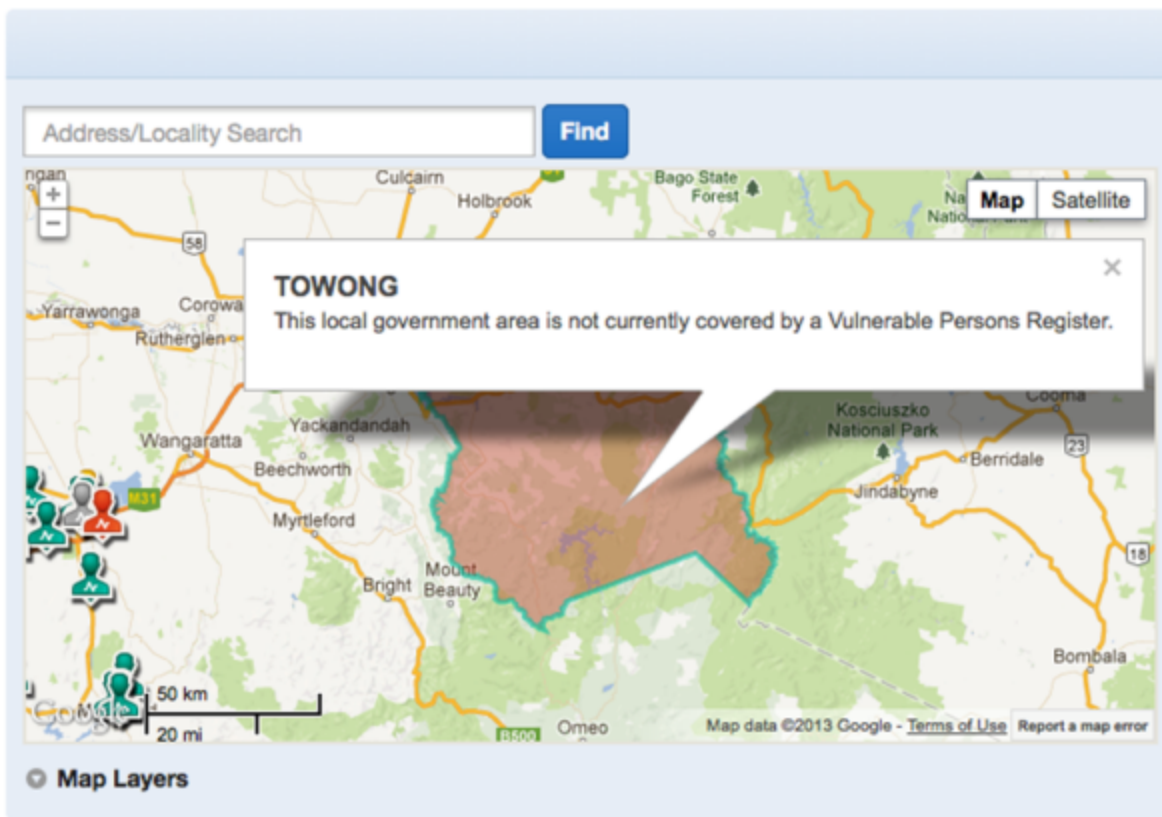 Address/Locality Search
Find
ngan
Culcairn
Holbrook
Bago State
Forest
+
−
Map
Satellite
58
TOWONG
×
This local government area is not currently covered by a Vulnerable Persons Register.
Yarrawonga
Corowa
Rutherglen
Yackandandah
Wangaratta
Beechworth
M31
Myrtleford
Bright
Mount
Beauty
Kosciuszko
National Park
Cooma
23
Berridale
Jindabyne
18
Bombala
50 km
20 mi
Google
B500
Omeo
Map data ©2013 Google - Terms of Use
Report a map error
Map Layers